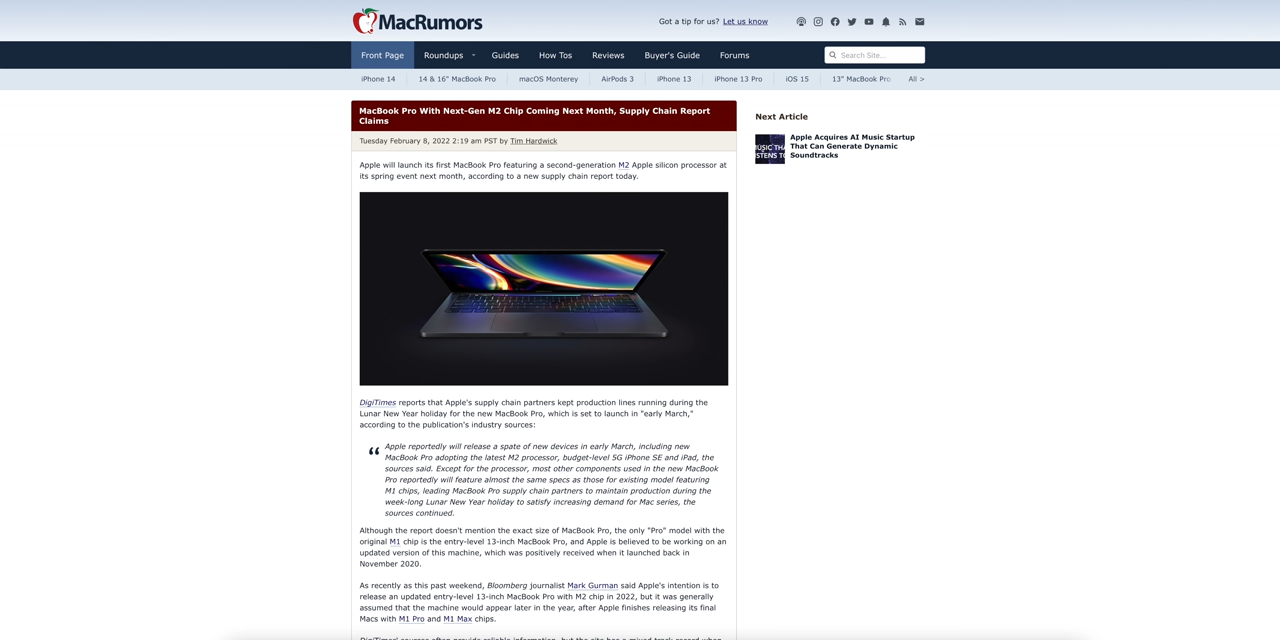 MacRumors
Got a tip for us? Let us know
Front Page Roundups Guides How Tos Reviews Buyer's Guide Forums
Search Site...
iPhone 14 14 & 16" MacBook Pro macOS Monterey AirPods 3 iPhone 13 iPhone 13 Pro iOS 15 13" MacBook Pro All >
MacBook Pro With Next-Gen M2 Chip Coming Next Month, Supply Chain Report
Claims
Tuesday February 8, 2022 2:19 am PST by Tim Hardwick
Apple will launch its first MacBook Pro featuring a second-generation M2 Apple silicon processor at
its spring event next month, according to a new supply chain report today.
DigiTimes reports that Apple's supply chain partners kept production lines running during the
Lunar New Year holiday for the new MacBook Pro, which is set to launch in "early March,"
according to the publication's industry sources:
“
Apple reportedly will release a spate of new devices in early March, including new
MacBook Pro adopting the latest M2 processor, budget-level 5G iPhone SE and iPad, the
sources said. Except for the processor, most other components used in the new MacBook
Pro reportedly will feature almost the same specs as those for existing model featuring
M1 chips, leading MacBook Pro supply chain partners to maintain production during the
week-long Lunar New Year holiday to satisfy increasing demand for Mac series, the
sources continued.
Although the report doesn't mention the exact size of MacBook Pro, the only "Pro" model with the
original M1 chip is the entry-level 13-inch MacBook Pro, and Apple is believed to be working on an
updated version of this machine, which was positively received when it launched back in
November 2020.
As recently as this past weekend, Bloomberg journalist Mark Gurman said Apple's intention is to
release an updated entry-level 13-inch MacBook Pro with M2 chip in 2022, but it was generally
assumed that the machine would appear later in the year, after Apple finishes releasing its final
Macs with M1 Pro and M1 Max chips.
DigiTimes' sources often provide reliable information, but the site has a mixed track record when
Next Article
Apple Acquires AI Music Startup
That Can Generate Dynamic
Soundtracks